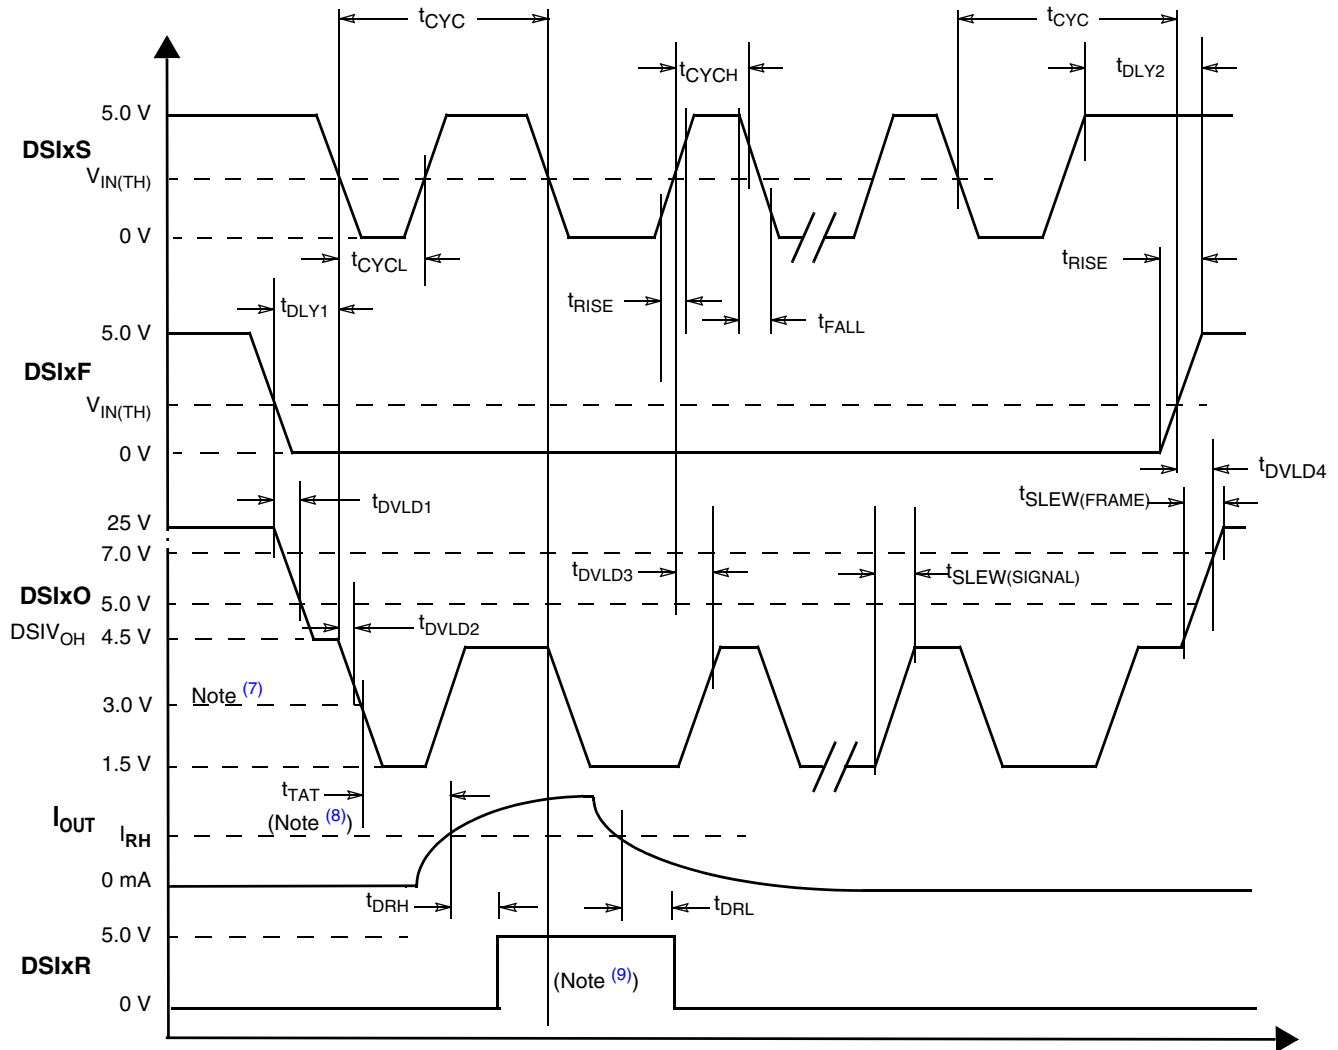 tCYC
tCYC
tCYCH
tDLY2
5.0 V
DSIxS
VIN(TH)
0 V
tCYCL
tRISE
tDLY1
tRISE
tFALL
5.0 V
DSIxF
VIN(TH)
0 V
tDVLD4
tSLEW(FRAME)
tDVLD1
25 V
7.0 V
tDVLD3
tSLEW(SIGNAL)
DSIxO
5.0 V
tDVLD2
DSIVOH
4.5 V
Note (7)
3.0 V
1.5 V
tTAT
(Note (8))
IOUT
IRH
0 mA
tDRH
tDRL
5.0 V
DSIxR
(Note (9))
0 V